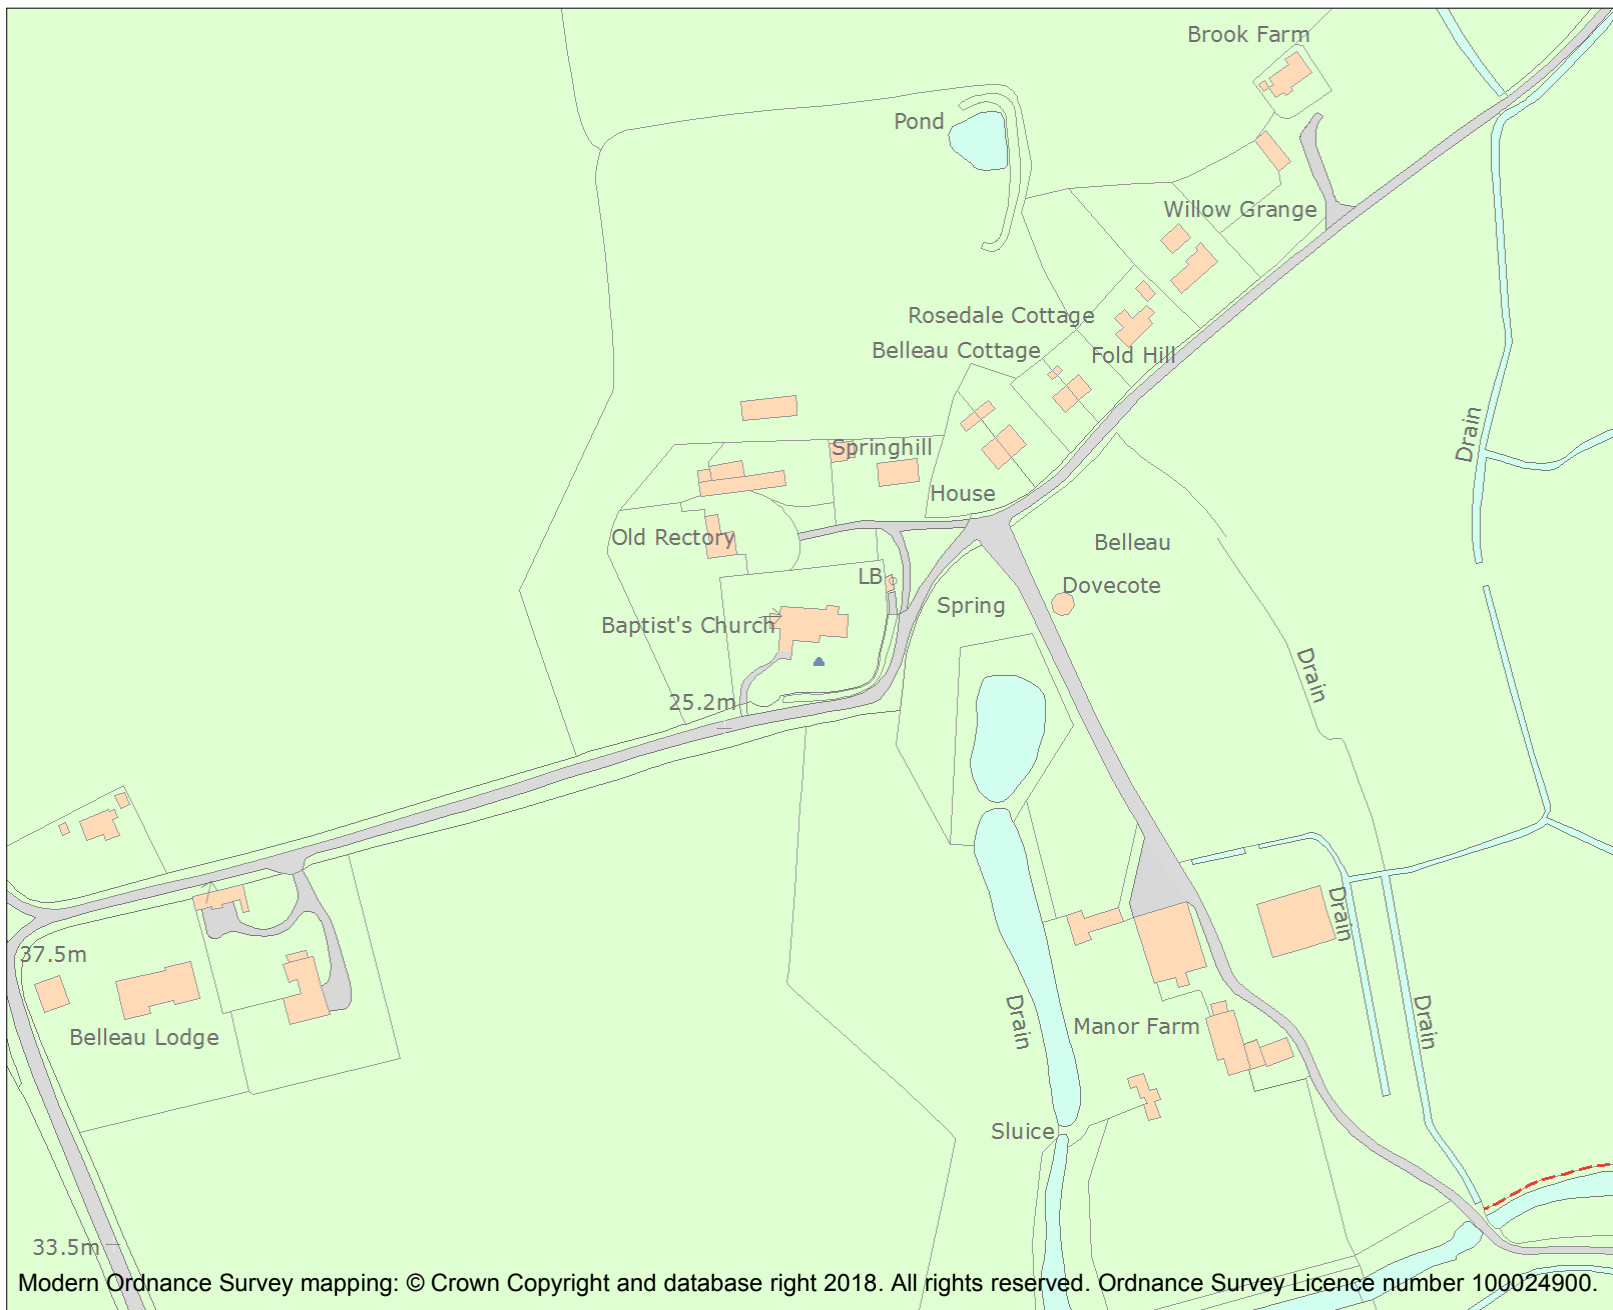 Brook Farm
Pond
Willow Grange
Rosedale Cottage
Belleau Cottage
Fold Hill
Drain
Springhill
House
Old Rectory
Belleau
LB
Dovecote
Spring
Baptist's Church
Drain
25.2m
Drain
37.5m
Drain
Drain
Manor Farm
Belleau Lodge
Sluice
33.5m
Modern Ordnance Survey mapping: © Crown Copyright and database right 2018. All rights reserved. Ordnance Survey Licence number 100024900.